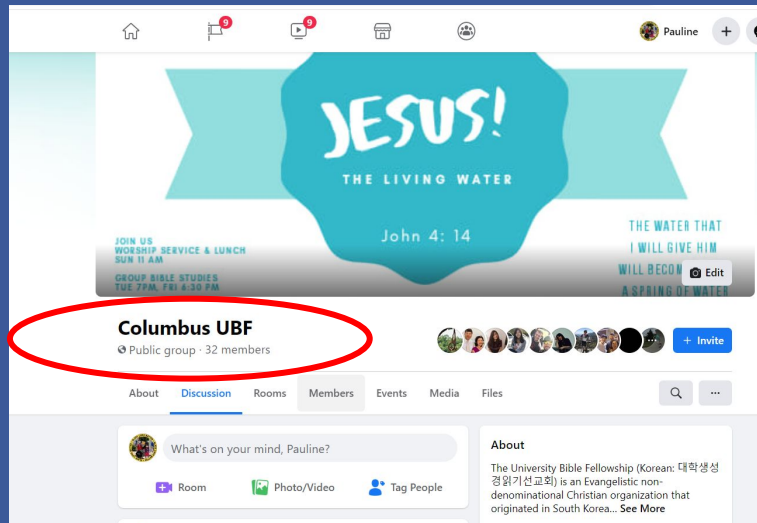 9
9
Pauline
JESUS!
THE LIVING WATER
John 4: 14
JOIN US
WORSHIP SERVICE & LUNCH
SUN 11 AM
GROUP BIBLE STUDIES
TUE 7PM, FRI 6:30 PM
THE WATER THAT
I WILL GIVE HIM
WILL BECOM
A SPRING OF WATER
Edit
Columbus UBF
Public group · 32 members
+ Invite
About Discussion Rooms Members Events Media Files
What's on your mind, Pauline?
Room Photo/Video Tag People
About
The University Bible Fellowship (Korean: 대학생성
경읽기선교회) is an Evangelistic non-
denominational Christian organization that
originated in South Korea... See More